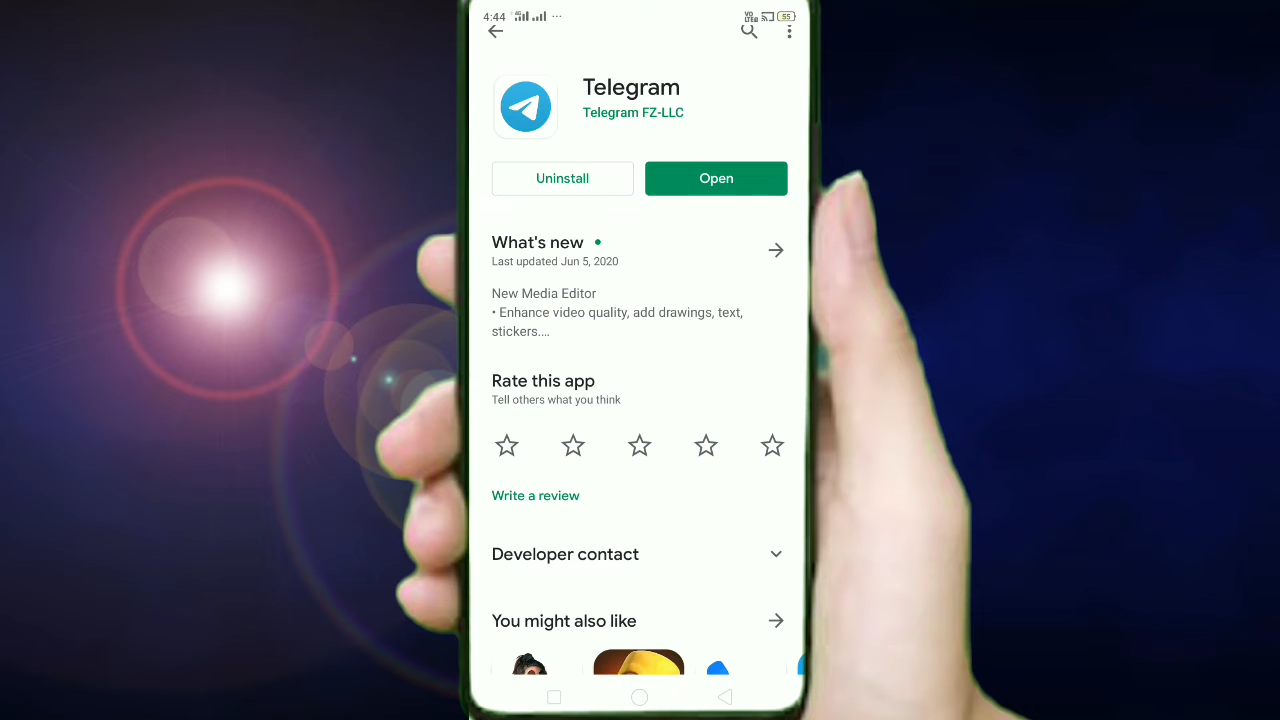 4:44
55
Telegram
Telegram FZ-LLC
Uninstall
Open
What's new
Last updated Jun 5, 2020
New Media Editor
• Enhance video quality, add drawings, text,
stickers....
Rate this app
Tell others what you think
Write a review
Developer contact
You might also like